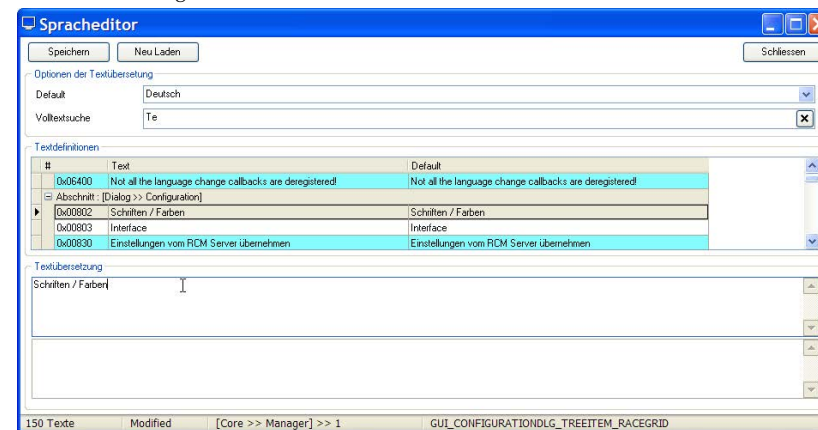 Spracheditor
Speichern Neu Laden Schliessen
Optionen der Textübersetung
Default Deutsch
Volltextsuche Te
Textdefinitionen
# Text Default
0x06400 Not all the language change callbacks are deregistered! Not all the language change callbacks are deregistered!
Abschnitt : [Dialog >> Configuration]
0x00802 Schriften / Farben Schriften / Farben
0x00803 Interface Interface
0x00830 Einstellungen vom RCM Server übernehmen Einstellungen vom RCM Server übernehmen
Textübersetzung
Schriften / Farben
150 Texte Modified [Core >> Manager] >> 1 GUI_CONFIGURATIONDLG_TREEITEM_RACEGRID